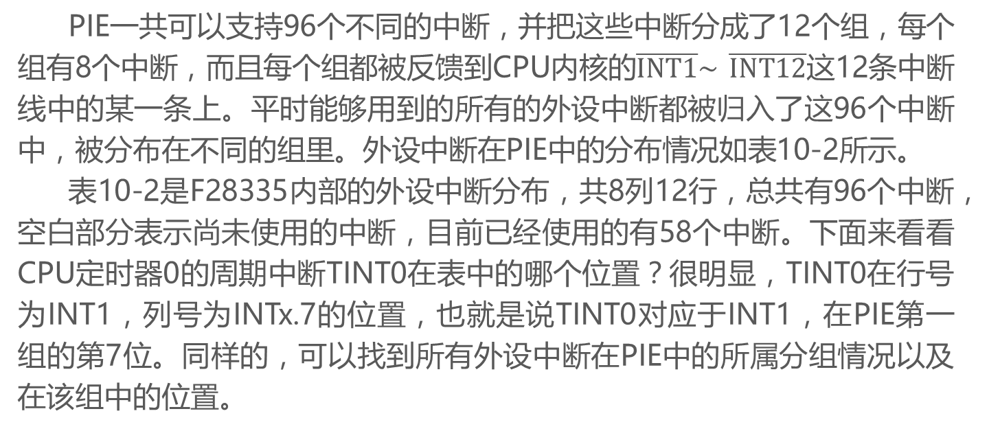 PIE一共可以支持96个不同的中断，并把这些中断分成了12个组，每个
组有8个中断，而且每个组都被反馈到CPU内核的I̅N̅T̅1̅~ I̅N̅T̅1̅2̅这12条中断
线中的某一条上。平时能够用到的所有的外设中断都被归入了这96个中断
中，被分布在不同的组里。外设中断在PIE中的分布情况如表10-2所示。
表10-2是F28335内部的外设中断分布，共8列12行，总共有96个中断，
空白部分表示尚未使用的中断，目前已经使用的有58个中断。下面来看看
CPU定时器0的周期中断TINT0在表中的哪个位置？很明显，TINT0在行号
为INT1，列号为INTx.7的位置，也就是说TINT0对应于INT1，在PIE第一
组的第7位。同样的，可以找到所有外设中断在PIE中的所属分组情况以及
在该组中的位置。